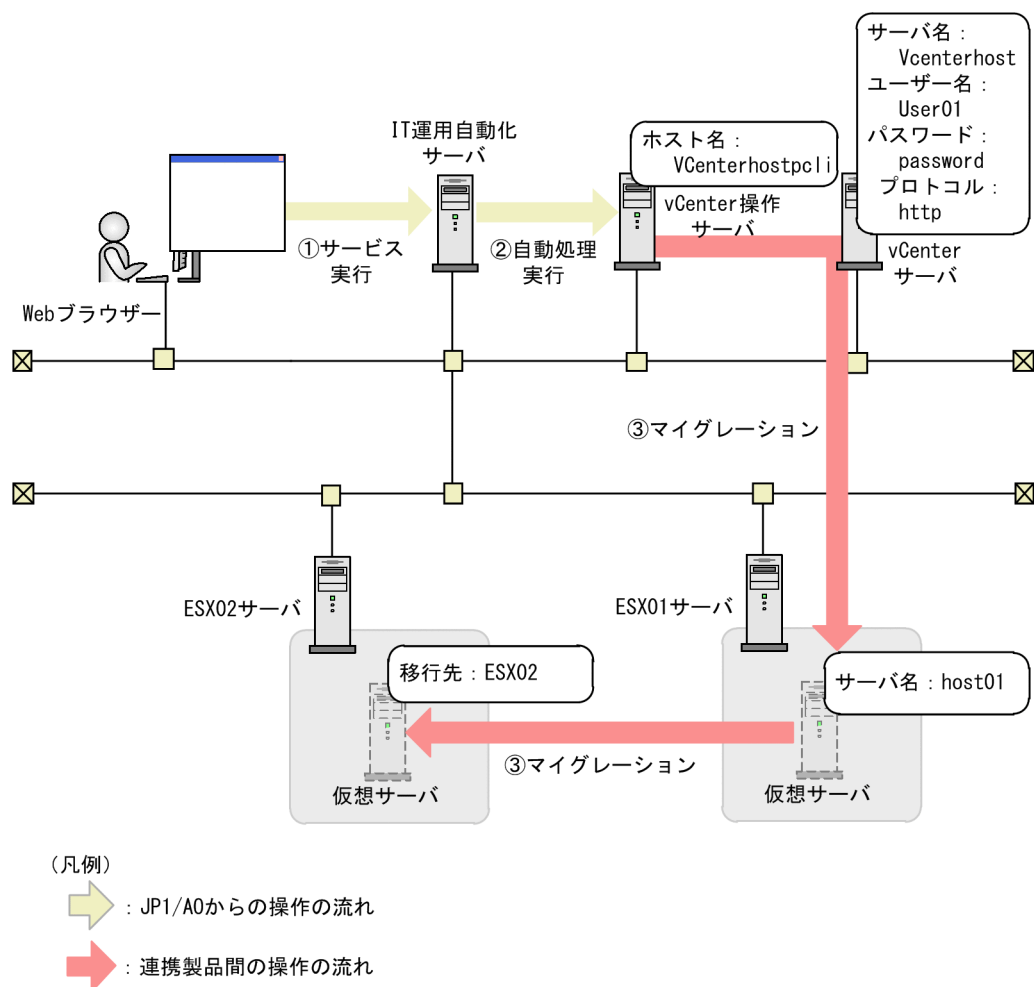 サーバ名：
Vcenterhost
ユーザー名：
User01
パスワード：
password
プロトコル：
http
IT運用自動化
サーバ
ホスト名：
VCenterhostpcli
vCenter操作
サーバ
vCenter
サーバ
①サービス
実行
②自動処理
実行
Webブラウザー
③マイグレーション
ESX02サーバ
ESX01サーバ
移行先：ESX02
サーバ名：host01
③マイグレーション
仮想サーバ
仮想サーバ
（凡例）
：JP1/AOからの操作の流れ
：連携製品間の操作の流れ